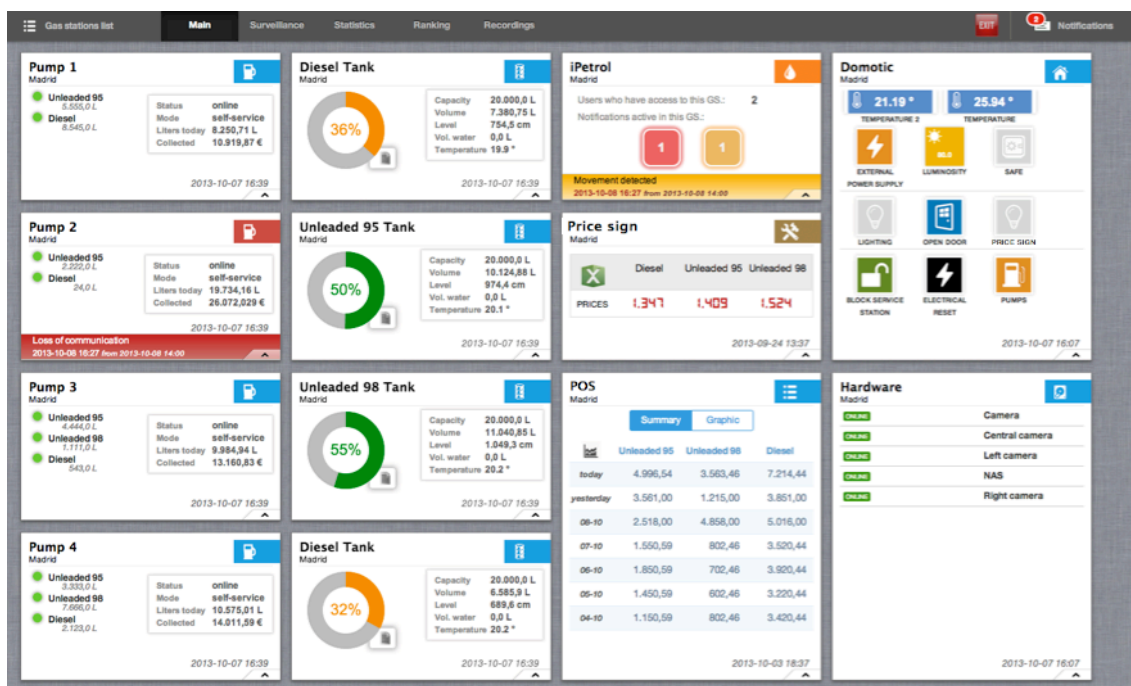 Gas stations list
Main
Surveillance
Statistics
Ranking
Recordings
EXIT
2
Notifications
Pump 1
Madrid
Unleaded 95
5.555,0 L
Diesel
8.545,0 L
Status online
Mode self-service
Liters today 8.250,71 L
Collected 10.919,87 €
2013-10-07 16:39
Diesel Tank
Madrid
36%
Capacity 20.000,0 L
Volume 7.380,75 L
Level 754,5 cm
Vol. water 0,0 L
Temperature 19.9 °
2013-10-07 16:39
iPetrol
Madrid
Users who have access to this GS.: 2
Notifications active in this GS.:
1
1
Movement detected
2013-10-08 16:27 from 2013-10-08 14:00
Domotic
Madrid
21.19 °
25.94 °
TEMPERATURE 2
TEMPERATURE
EXTERNAL POWER SUPPLY
LUMINOSITY
SAFE
LIGHTING
OPEN DOOR
PRICE SIGN
BLOCK SERVICE STATION
ELECTRICAL RESET
PUMPS
2013-10-07 16:07
Pump 2
Madrid
Unleaded 95
2.222,0 L
Diesel
24,0 L
Status online
Mode self-service
Liters today 19.734,16 L
Collected 26.072,029 €
2013-10-07 16:39
Loss of communication
2013-10-08 16:27 from 2013-10-08 14:00
Unleaded 95 Tank
Madrid
50%
Capacity 20.000,0 L
Volume 10.124,88 L
Level 974,4 cm
Vol. water 0,0 L
Temperature 20.1 °
2013-10-07 16:39
Price sign
Madrid
Diesel Unleaded 95 Unleaded 98
PRICES 1.347 1.409 1.524
2013-09-24 13:37
Pump 3
Madrid
Unleaded 95
4.444,0 L
Unleaded 98
1.111,0 L
Diesel
543,0 L
Status online
Mode self-service
Liters today 9.984,94 L
Collected 13.160,83 €
2013-10-07 16:39
Unleaded 98 Tank
Madrid
55%
Capacity 20.000,0 L
Volume 11.040,85 L
Level 1.049,3 cm
Vol. water 0,0 L
Temperature 20.2 °
2013-10-07 16:39
POS
Madrid
Summary
Graphic
Unleaded 95 Unleaded 98 Diesel
today 4.996,54 3.563,46 7.214,44
yesterday 3.561,00 1.215,00 3.851,00
08-10 2.518,00 4.858,00 5.016,00
07-10 1.550,59 802,46 3.520,44
06-10 1.850,59 702,46 3.920,44
05-10 1.450,59 602,46 3.220,44
04-10 1.150,59 802,46 3.420,44
2013-10-03 18:37
Hardware
Madrid
ONLINE Camera
ONLINE Central camera
ONLINE Left camera
ONLINE NAS
ONLINE Right camera
2013-10-07 16:07
Pump 4
Madrid
Unleaded 95
3.333,0 L
Unleaded 98
7.666,0 L
Diesel
2.123,0 L
Status online
Mode self-service
Liters today 10.575,01 L
Collected 14.011,59 €
2013-10-07 16:39
Diesel Tank
Madrid
32%
Capacity 20.000,0 L
Volume 6.585,9 L
Level 689,6 cm
Vol. water 0,0 L
Temperature 20.2 °
2013-10-07 16:39